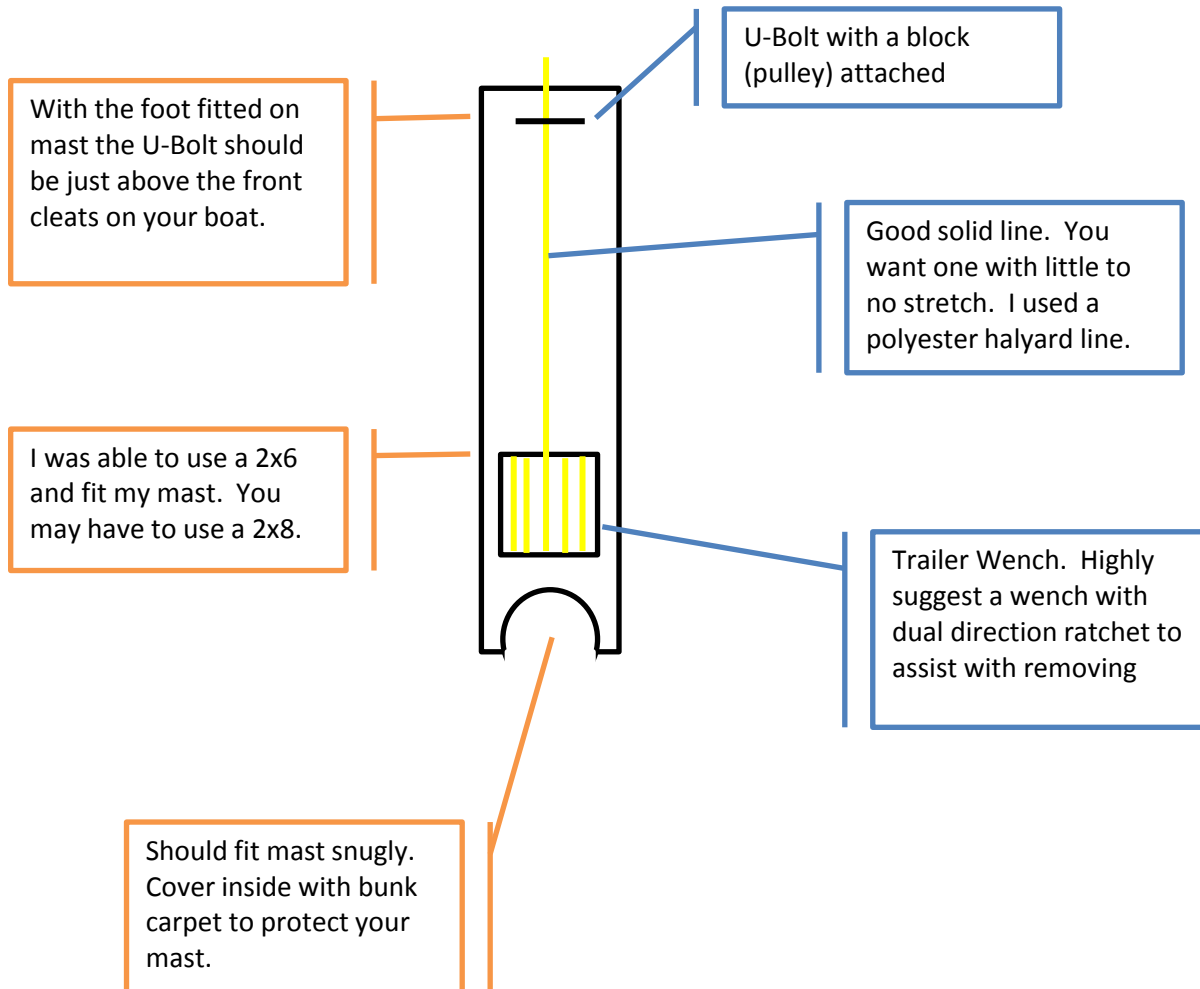 U-Bolt with a block
(pulley) attached
With the foot fitted on
mast the U-Bolt should
be just above the front
cleats on your boat.
Good solid line.  You
want one with little to
no stretch.  I used a
polyester halyard line.
I was able to use a 2x6
and fit my mast.  You
may have to use a 2x8.
Trailer Wench.  Highly
suggest a wench with
dual direction ratchet to
assist with removing
Should fit mast snugly.
Cover inside with bunk
carpet to protect your
mast.